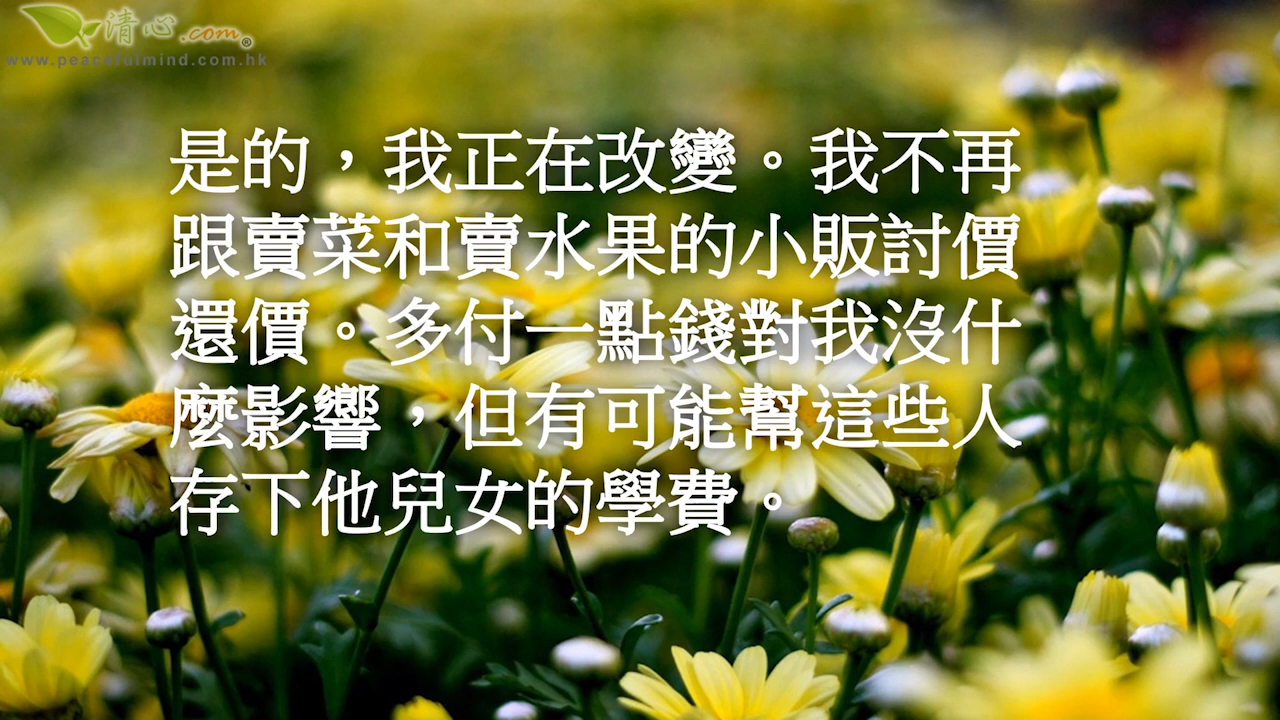 清心.com®
www.peacefulmind.com.hk
是的，我正在改變。我不再
跟賣菜和賣水果的小販討價
還價。多付一點錢對我沒什
麼影響，但有可能幫這些人
存下他兒女的學費。